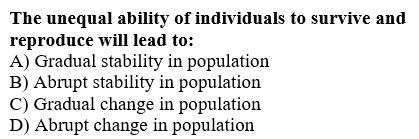 The unequal ability of individuals to survive and
reproduce will lead to:
A) Gradual stability in population
B) Abrupt stability in population
C) Gradual change in population
D) Abrupt change in population